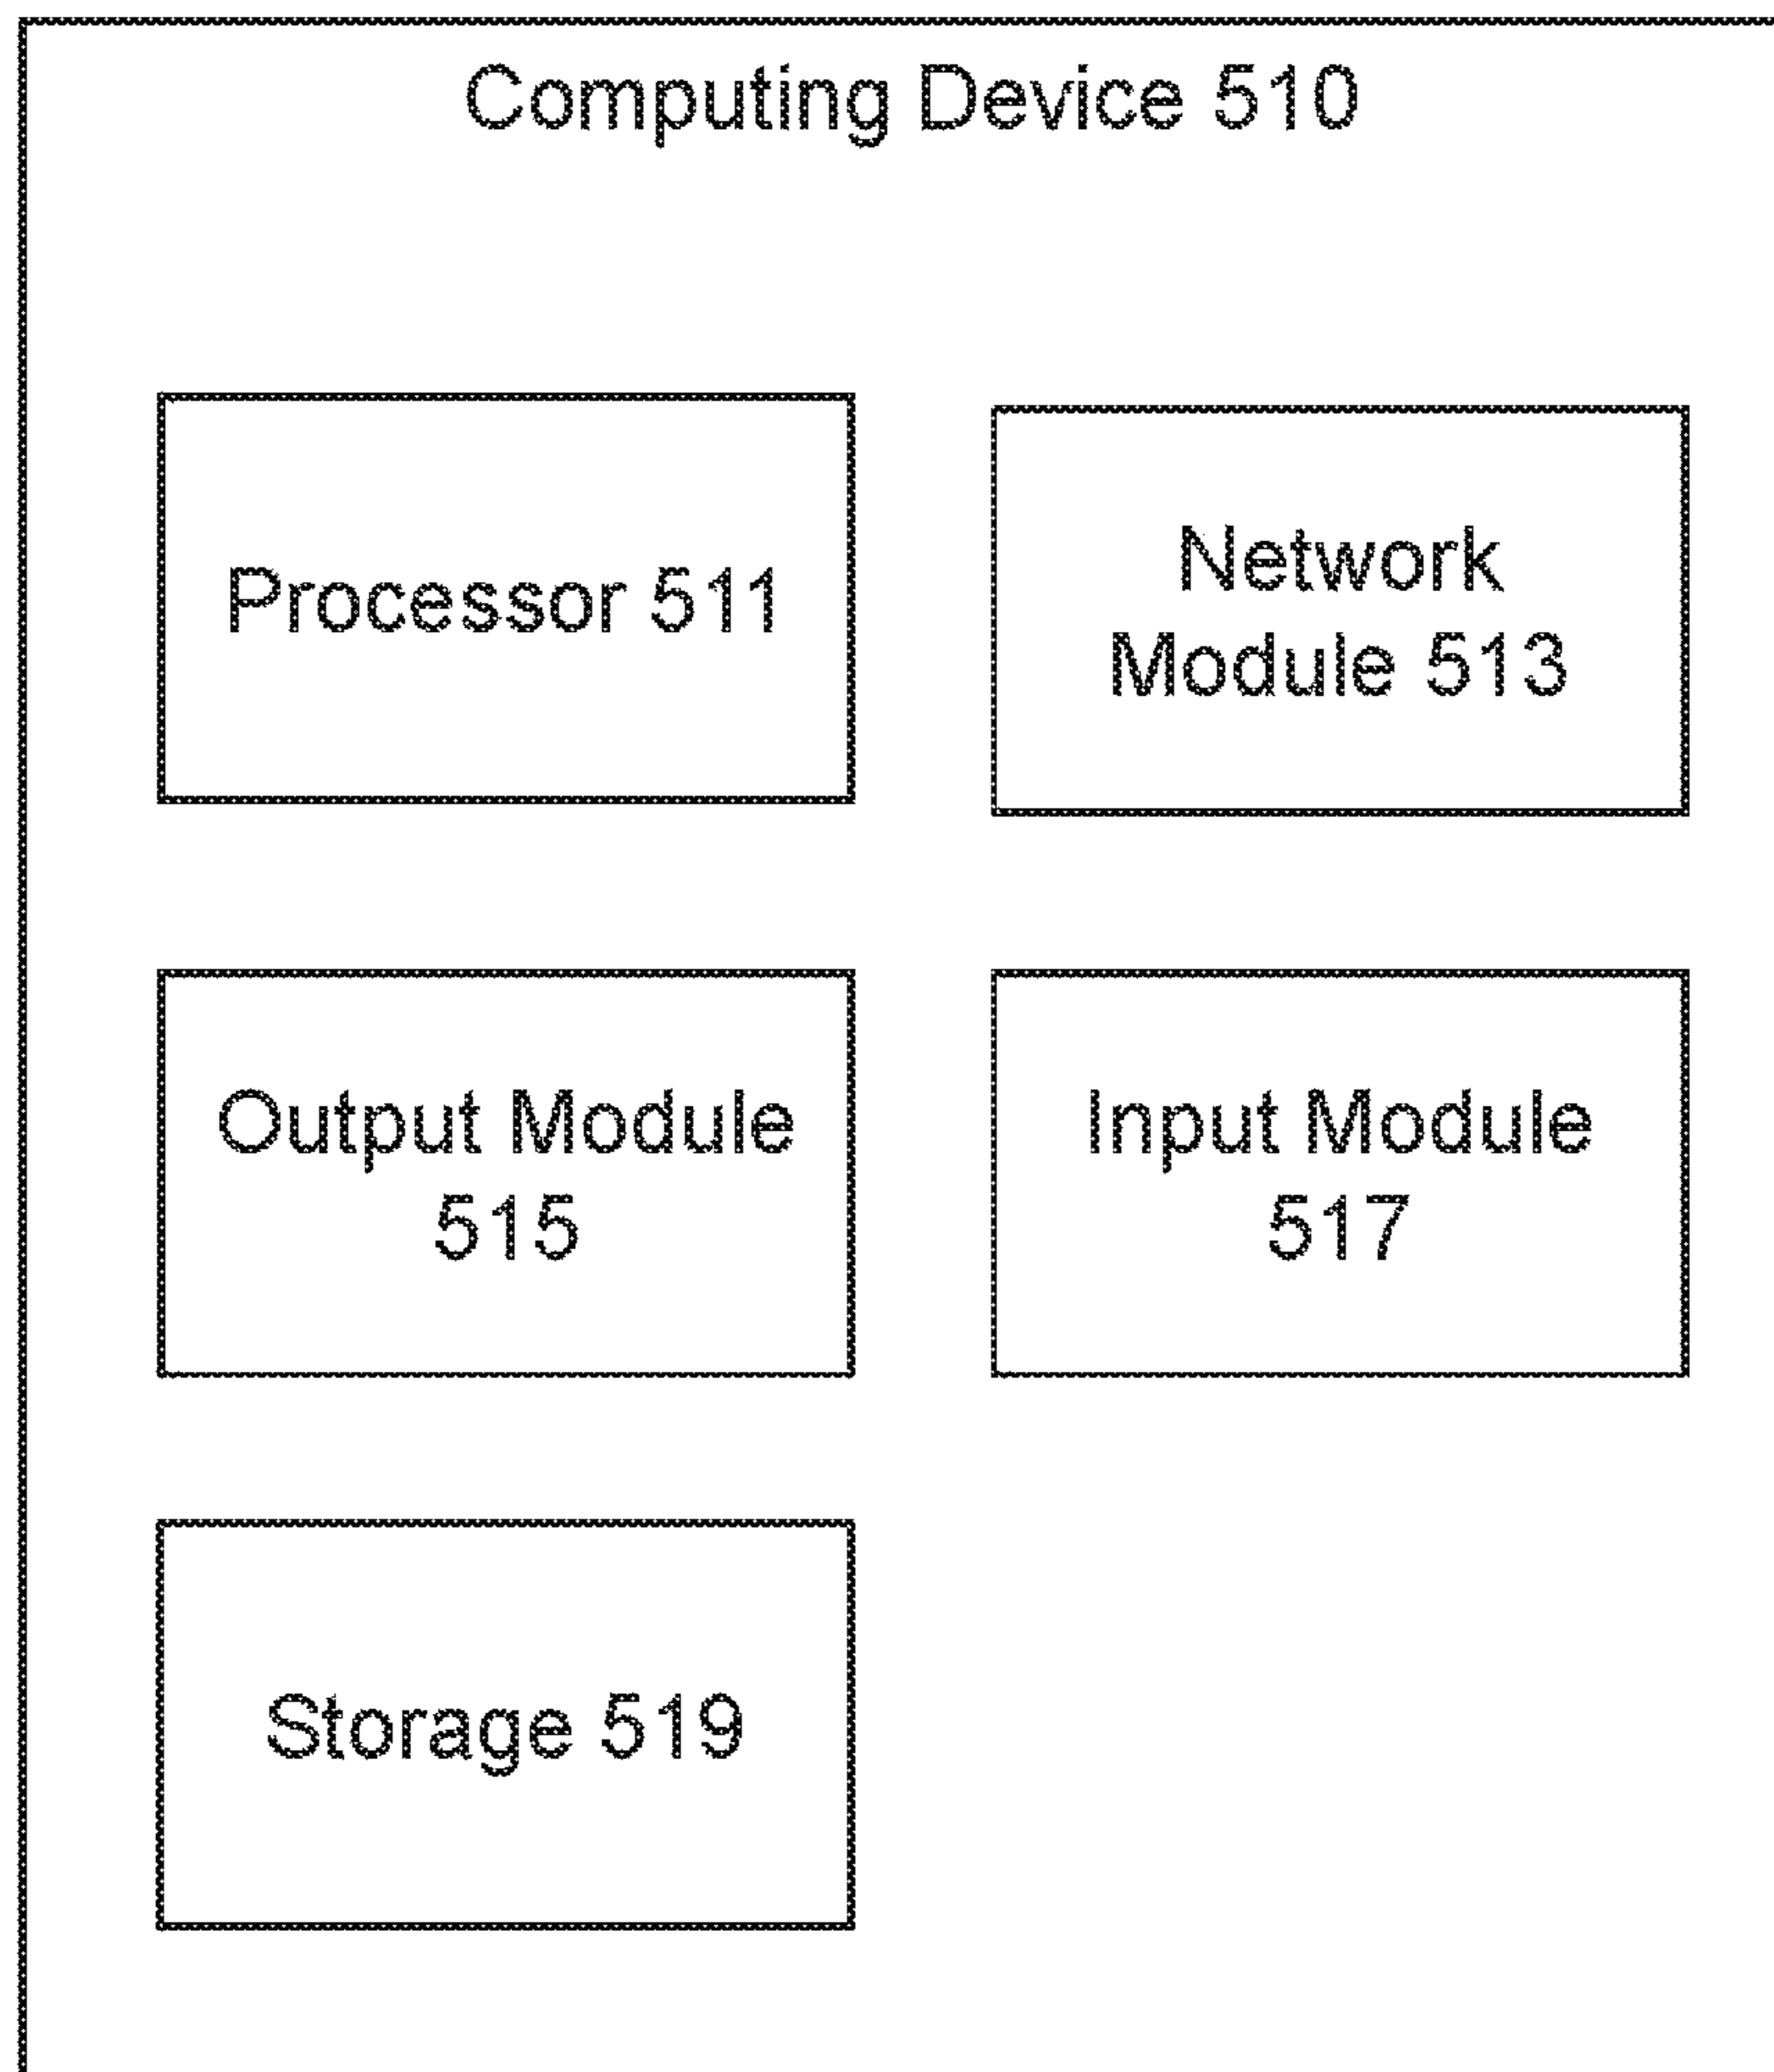 Computing Device 510
Processor 511
Network
Module 513
Output Module
515
Input Module
517
Storage 519